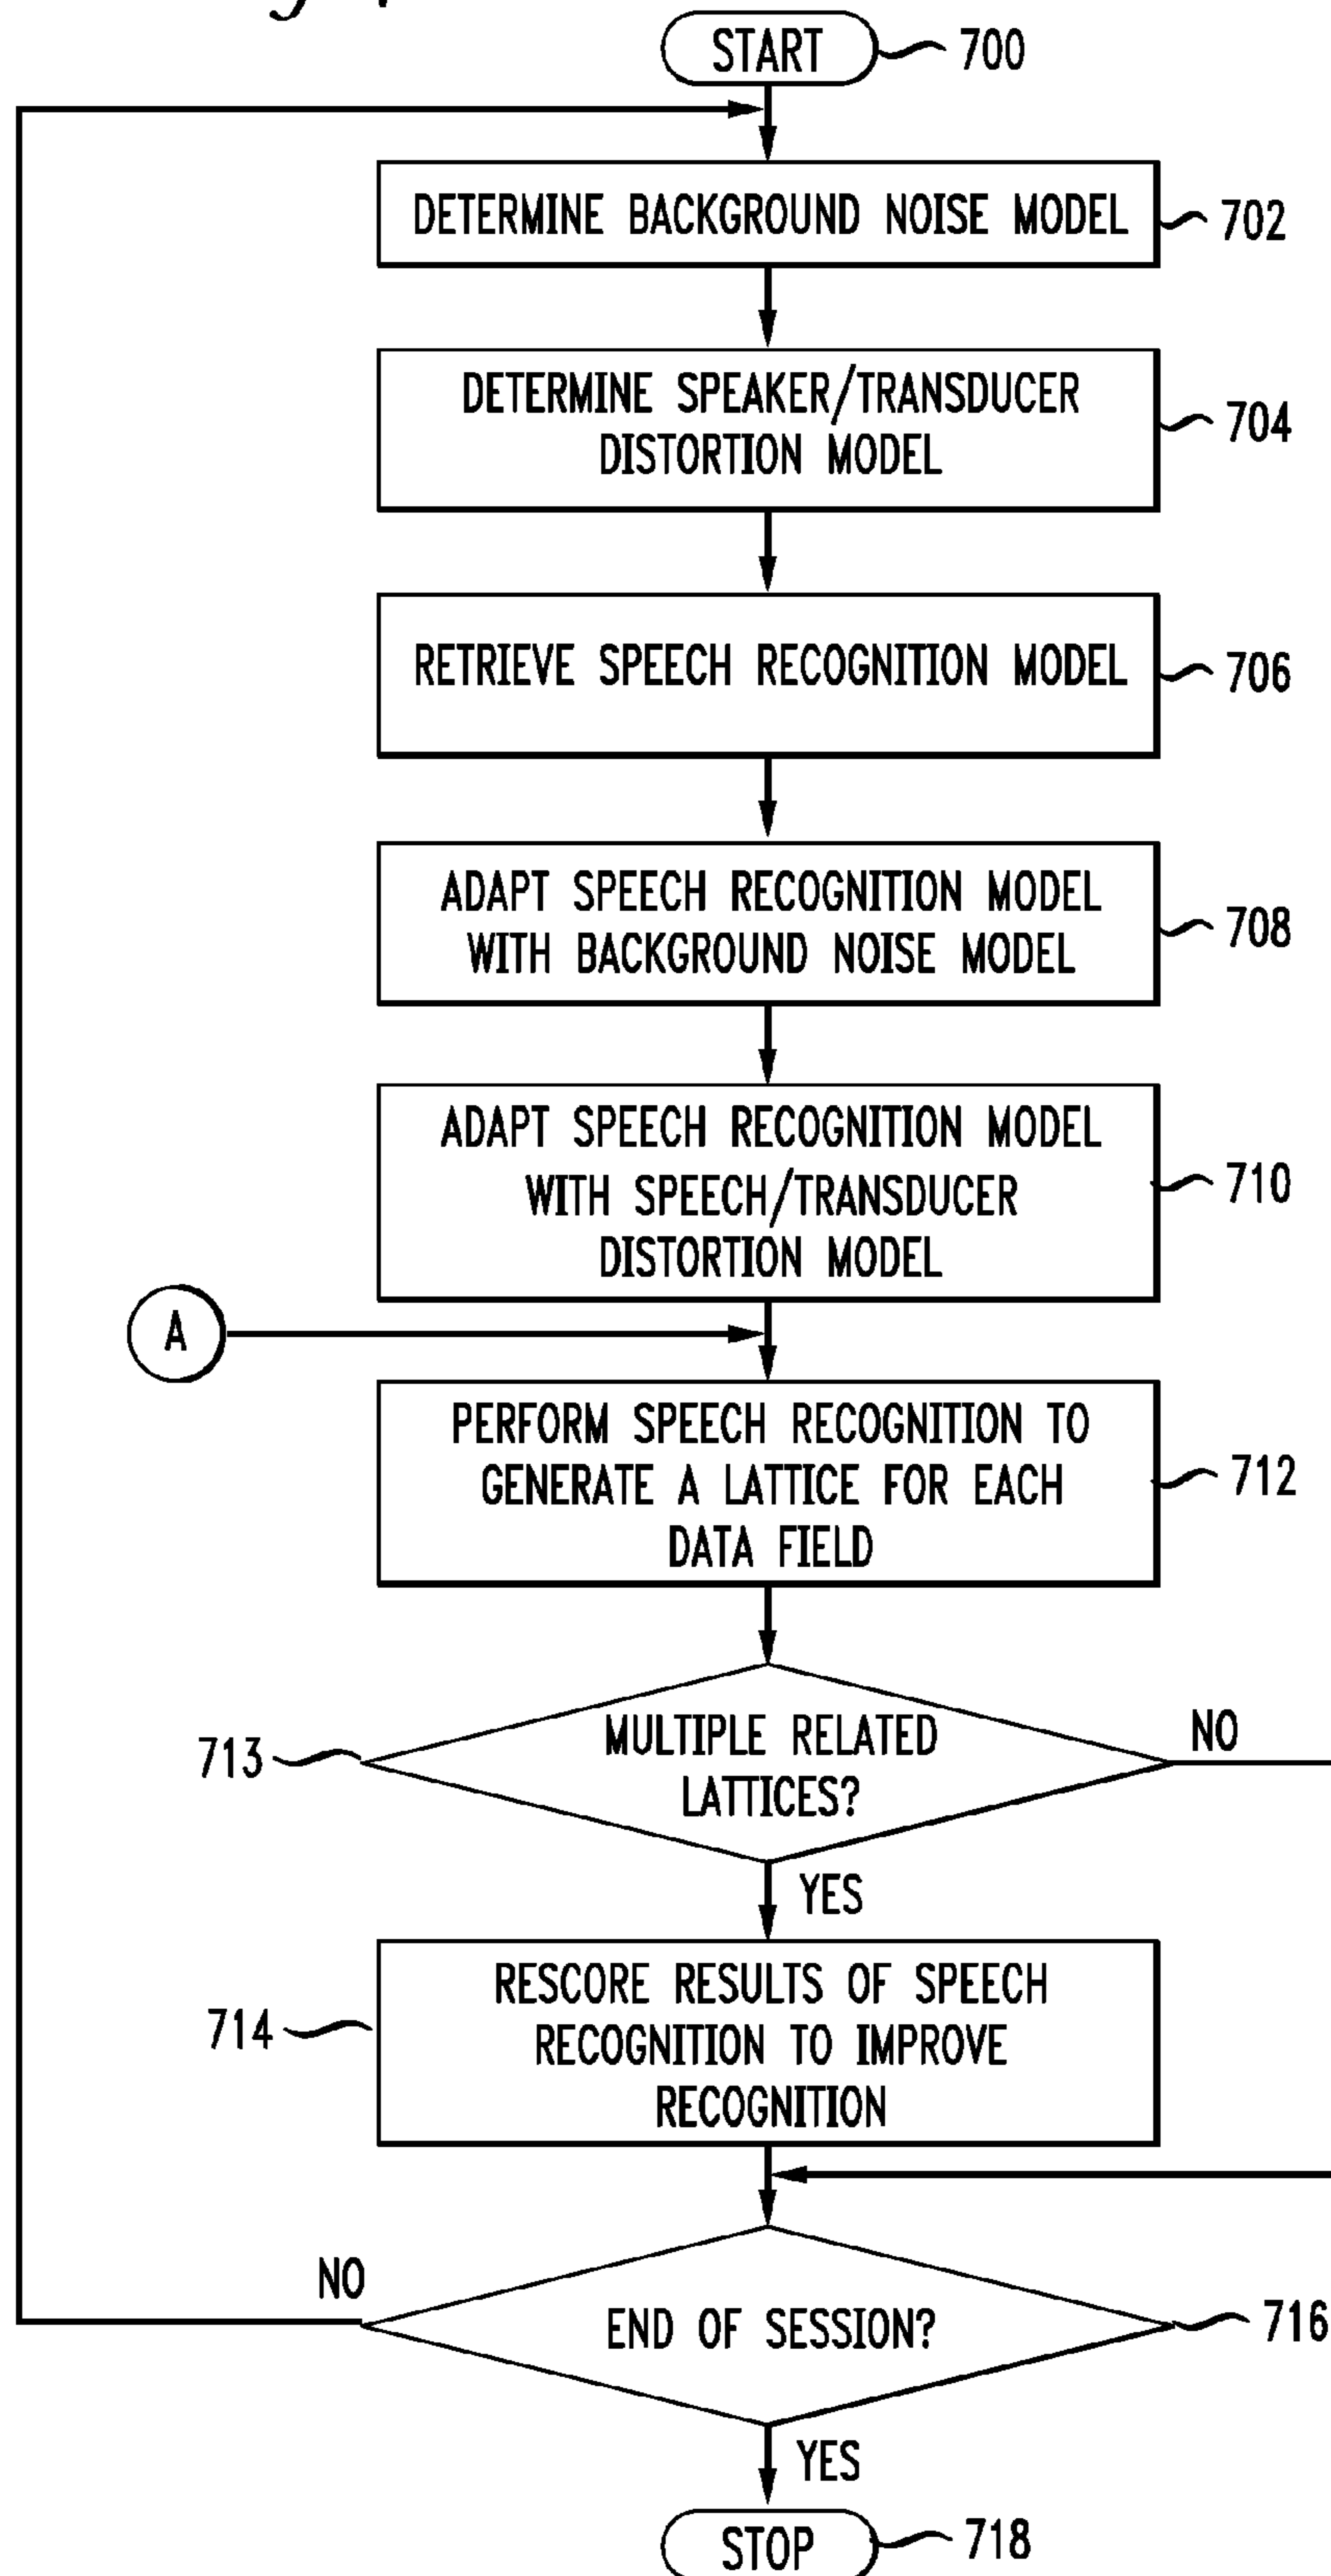 START
700
DETERMINE BACKGROUND NOISE MODEL
702
DETERMINE SPEAKER/TRANSDUCER
DISTORTION MODEL
704
RETRIEVE SPEECH RECOGNITION MODEL
706
ADAPT SPEECH RECOGNITION MODEL
WITH BACKGROUND NOISE MODEL
708
ADAPT SPEECH RECOGNITION MODEL
WITH SPEECH/TRANSDUCER
DISTORTION MODEL
710
A
PERFORM SPEECH RECOGNITION TO
GENERATE A LATTICE FOR EACH
DATA FIELD
712
713
MULTIPLE RELATED
LATTICES?
NO
YES
714
RESCORE RESULTS OF SPEECH
RECOGNITION TO IMPROVE
RECOGNITION
NO
END OF SESSION?
716
YES
STOP
718